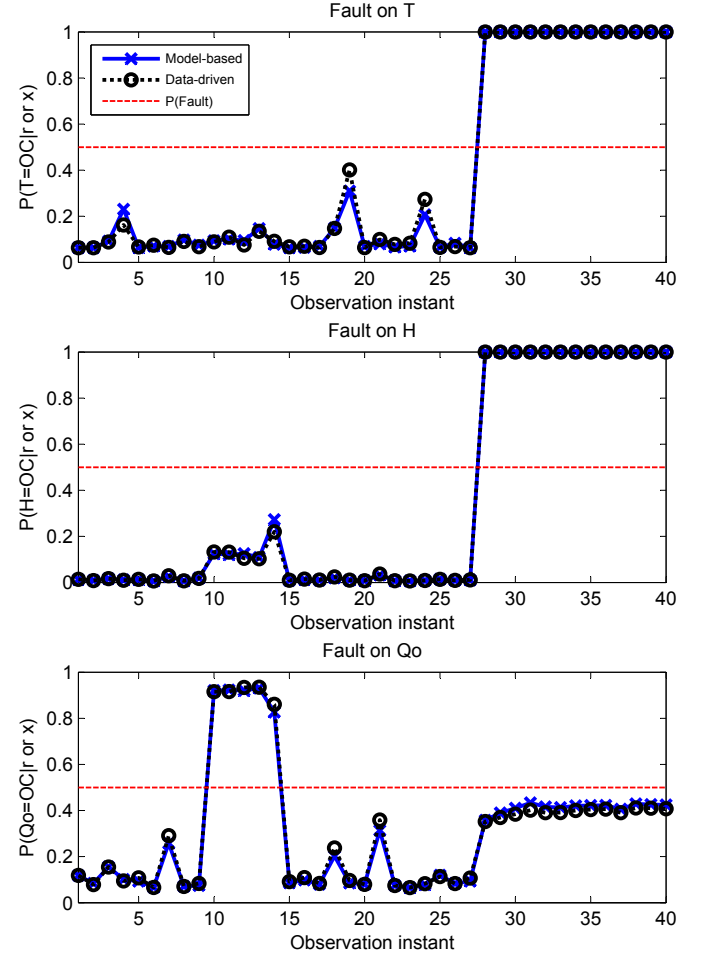 Fault on T
1
0.8
0.6
0.4
0.2
0
P(T=OC|r or x)
Model-based
Data-driven
P(Fault)
5 10 15 20 25 30 35 40
Observation instant
Fault on H
1
0.8
0.6
0.4
0.2
0
P(H=OC|r or x)
5 10 15 20 25 30 35 40
Observation instant
Fault on Qo
1
0.8
0.6
0.4
0.2
0
P(Qo=OC|r or x)
5 10 15 20 25 30 35 40
Observation instant